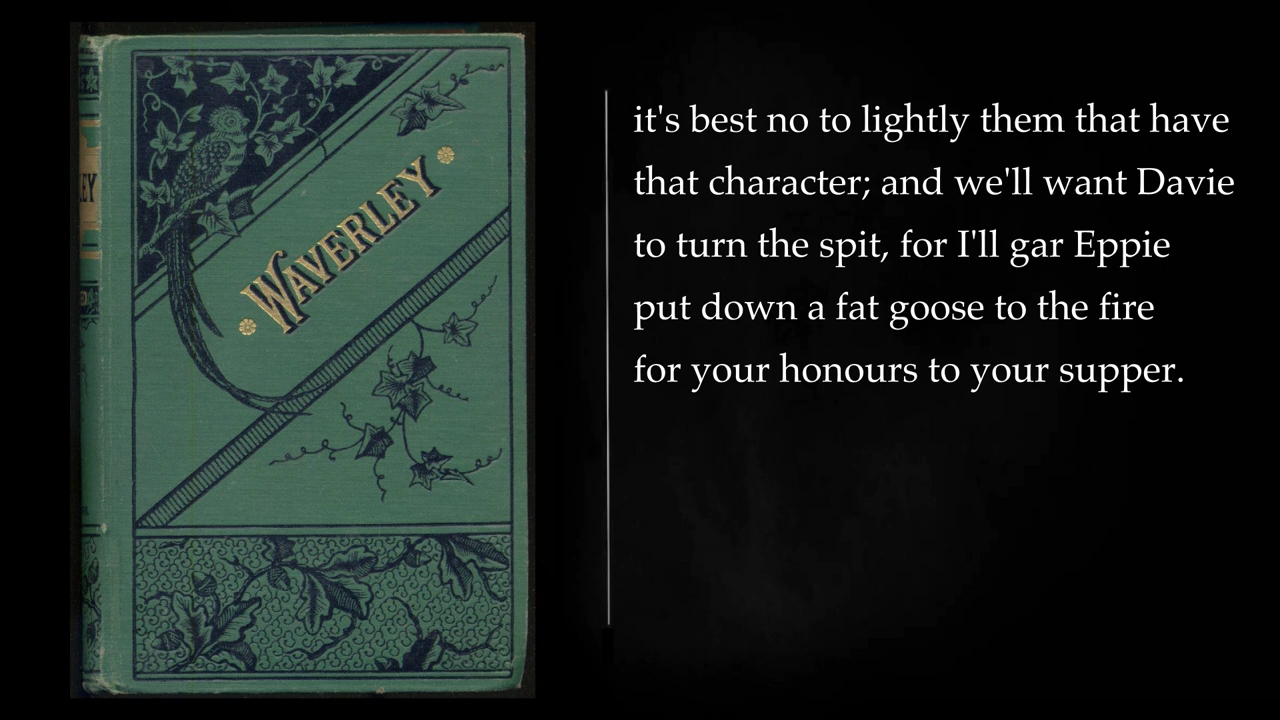 WAVERLEY
EY
it's best no to lightly them that have
that character; and we'll want Davie
to turn the spit, for I'll gar Eppie
put down a fat goose to the fire
for your honours to your supper.